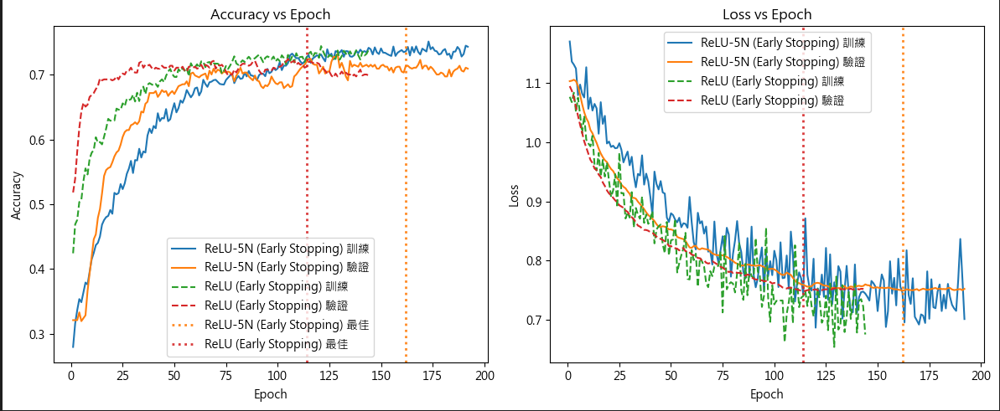 Accuracy vs Epoch
Accuracy
0.7
0.6
0.5
0.4
0.3
ReLU-5N (Early Stopping) 訓練
ReLU-5N (Early Stopping) 驗證
ReLU (Early Stopping) 訓練
ReLU (Early Stopping) 驗證
ReLU-5N (Early Stopping) 最佳
ReLU (Early Stopping) 最佳
0 25 50 75 100 125 150 175 200
Epoch
Loss vs Epoch
Loss
ReLU-5N (Early Stopping) 訓練
ReLU-5N (Early Stopping) 驗證
ReLU (Early Stopping) 訓練
ReLU (Early Stopping) 驗證
1.1
1.0
0.9
0.8
0.7
0 25 50 75 100 125 150 175 200
Epoch